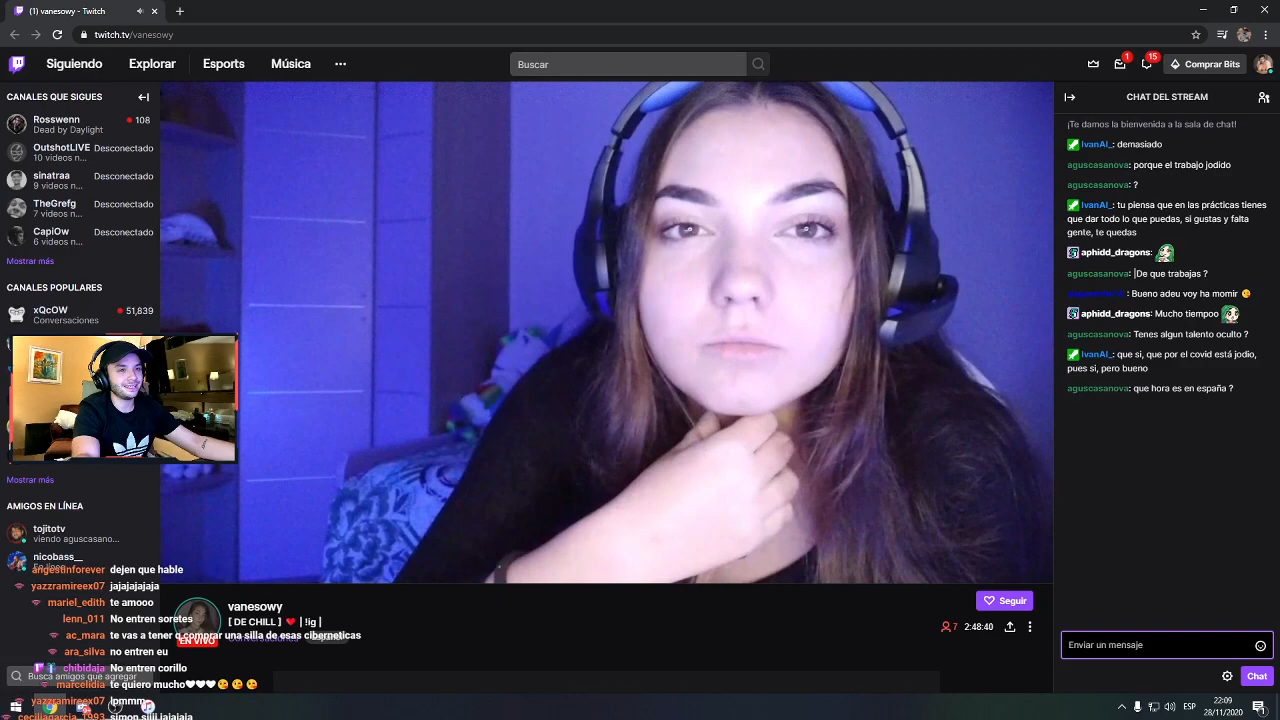 (1) vanesowy - Twitch
twitch.tv/vanesowy
Siguiendo Explorar Esports Música ••• Buscar 1 15 Comprar Bits
CANALES QUE SIGUES
Rosswenn 108
Dead by Daylight
OutshotLIVE Desconectado
10 videos n...
sinatraa Desconectado
9 videos n...
TheGrefg Desconectado
7 videos n...
CapiOw Desconectado
6 videos n...
Mostrar más
CANALES POPULARES
xQcOW 51,839
Conversaciones
Mostrar más
AMIGOS EN LÍNEA
tojitotv
viendo aguscasano...
nicobass__
angestinforever dejen que hable
yazzramireex07 jajajajajaja
mariel_edith te amooo
lenn_011 No entren soretes
ac_mara te vas a tener q comprar una silla de esas ciberneticas
ara_silva no entren eu
chibidaja No entren corillo
Busca amigos que agregar
marcelidia te quiero mucho🤍🤍🤍😘😘😘
yazzramireex07 lpmmmm
ceciliagarcia_1993 simon siiii jajajaja
vanesowy
[ DE CHILL ] ❤️ | !ig |
EN VIVO
Seguir
7 2:48:40
CHAT DEL STREAM
¡Te damos la bienvenida a la sala de chat!
IvanAl_: demasiado
aguscasanova: porque el trabajo jodido
aguscasanova: ?
IvanAl_: tu piensa que en las prácticas tienes
que dar todo lo que puedas, si gustas y falta
gente, te quedas
aphidd_dragons:
aguscasanova: |De que trabajas ?
: Bueno adeu voy ha momir 😘
aphidd_dragons: Mucho tiempoo
aguscasanova: Tenes algun talento oculto ?
IvanAl_: que si, que por el covid está jodio,
pues si, pero bueno
aguscasanova: que hora es en españa ?
Enviar un mensaje
Chat
ESP
22:09
28/11/2020